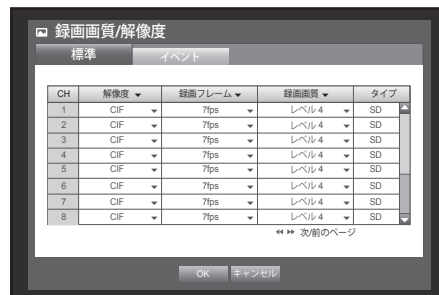 録画画質/解像度
標準 イベント
CH 解像度 録画フレーム 録画画質 タイプ
1 CIF 7fps レベル 4 SD
2 CIF 7fps レベル 4 SD
3 CIF 7fps レベル 4 SD
4 CIF 7fps レベル 4 SD
5 CIF 7fps レベル 4 SD
6 CIF 7fps レベル 4 SD
7 CIF 7fps レベル 4 SD
8 CIF 7fps レベル 4 SD
次/前のページ
OK キャンセル